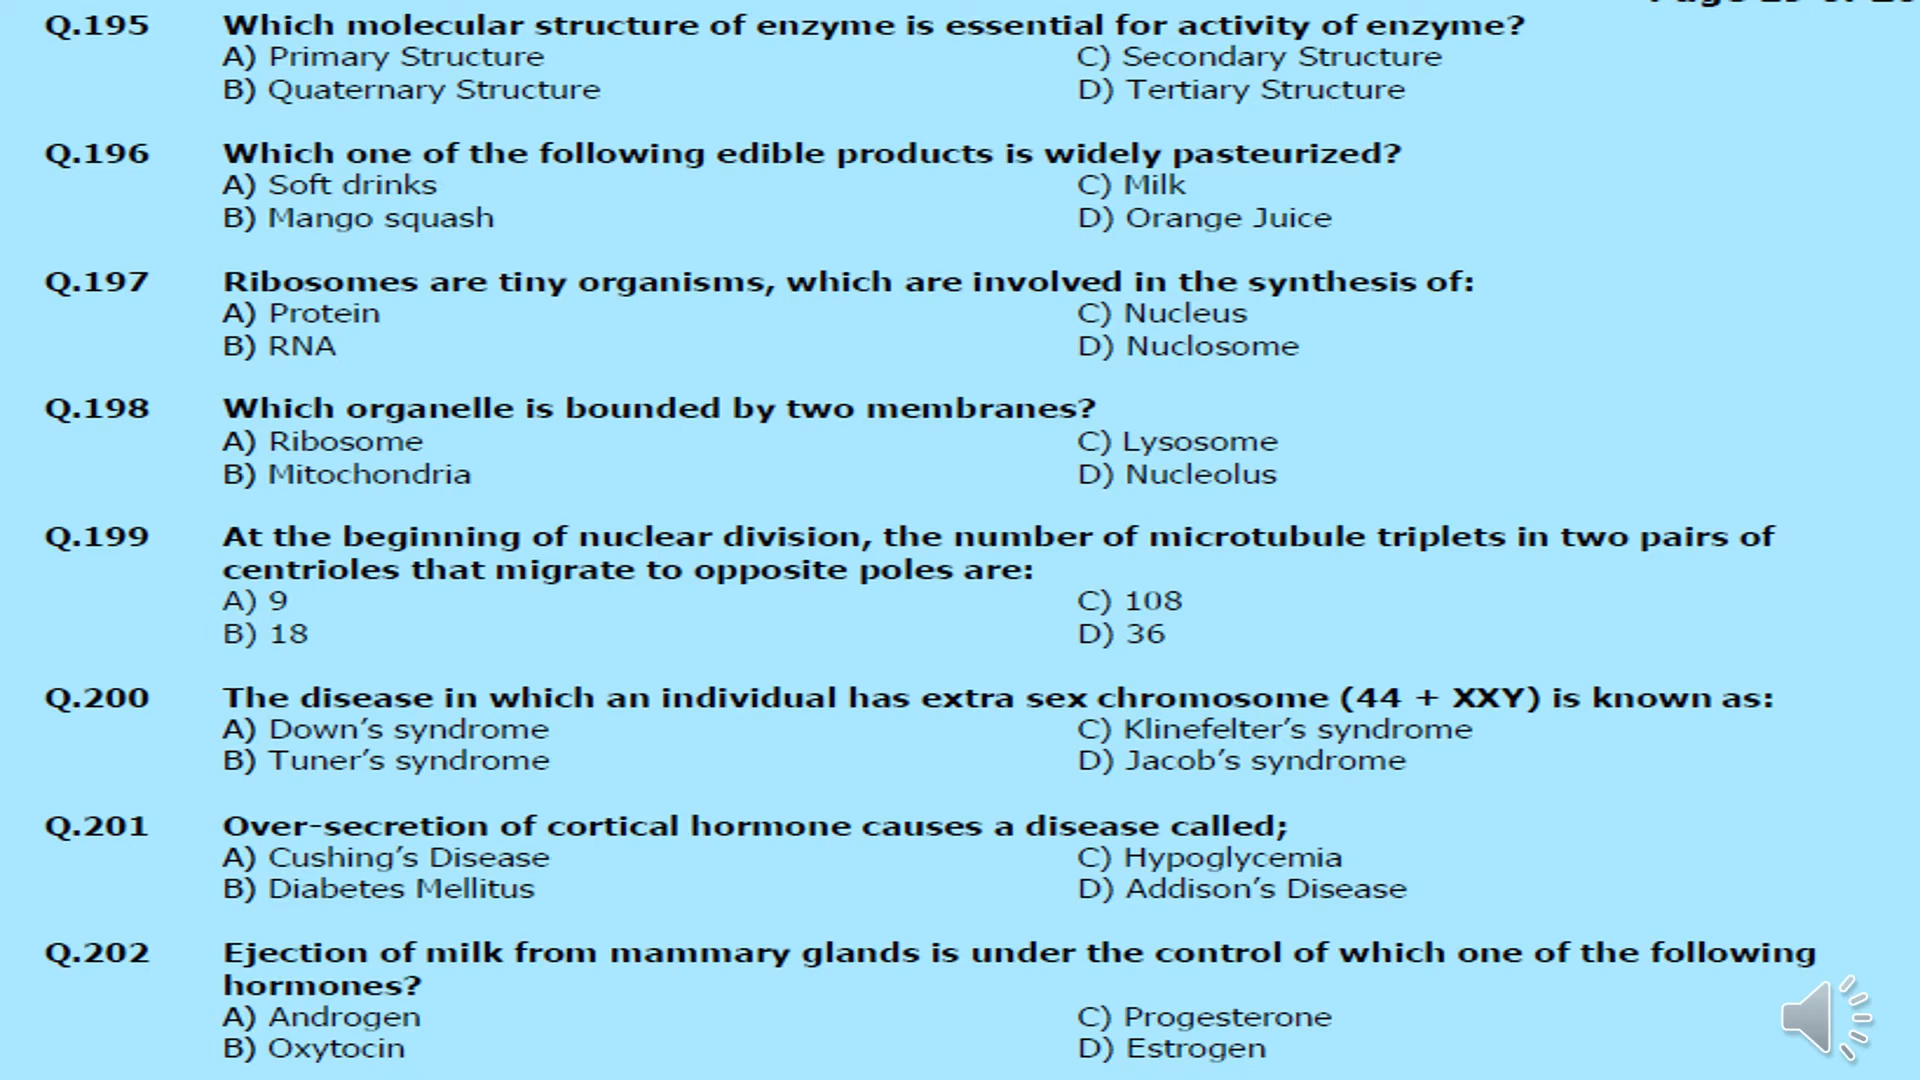 Q.195 Which molecular structure of enzyme is essential for activity of enzyme?
A) Primary Structure C) Secondary Structure
B) Quaternary Structure D) Tertiary Structure
Q.196 Which one of the following edible products is widely pasteurized?
A) Soft drinks C) Milk
B) Mango squash D) Orange Juice
Q.197 Ribosomes are tiny organisms, which are involved in the synthesis of:
A) Protein C) Nucleus
B) RNA D) Nuclosome
Q.198 Which organelle is bounded by two membranes?
A) Ribosome C) Lysosome
B) Mitochondria D) Nucleolus
Q.199 At the beginning of nuclear division, the number of microtubule triplets in two pairs of
centrioles that migrate to opposite poles are:
A) 9 C) 108
B) 18 D) 36
Q.200 The disease in which an individual has extra sex chromosome (44 + XXY) is known as:
A) Down’s syndrome C) Klinefelter’s syndrome
B) Tuner’s syndrome D) Jacob’s syndrome
Q.201 Over-secretion of cortical hormone causes a disease called;
A) Cushing’s Disease C) Hypoglycemia
B) Diabetes Mellitus D) Addison’s Disease
Q.202 Ejection of milk from mammary glands is under the control of which one of the following
hormones?
A) Androgen C) Progesterone
B) Oxytocin D) Estrogen